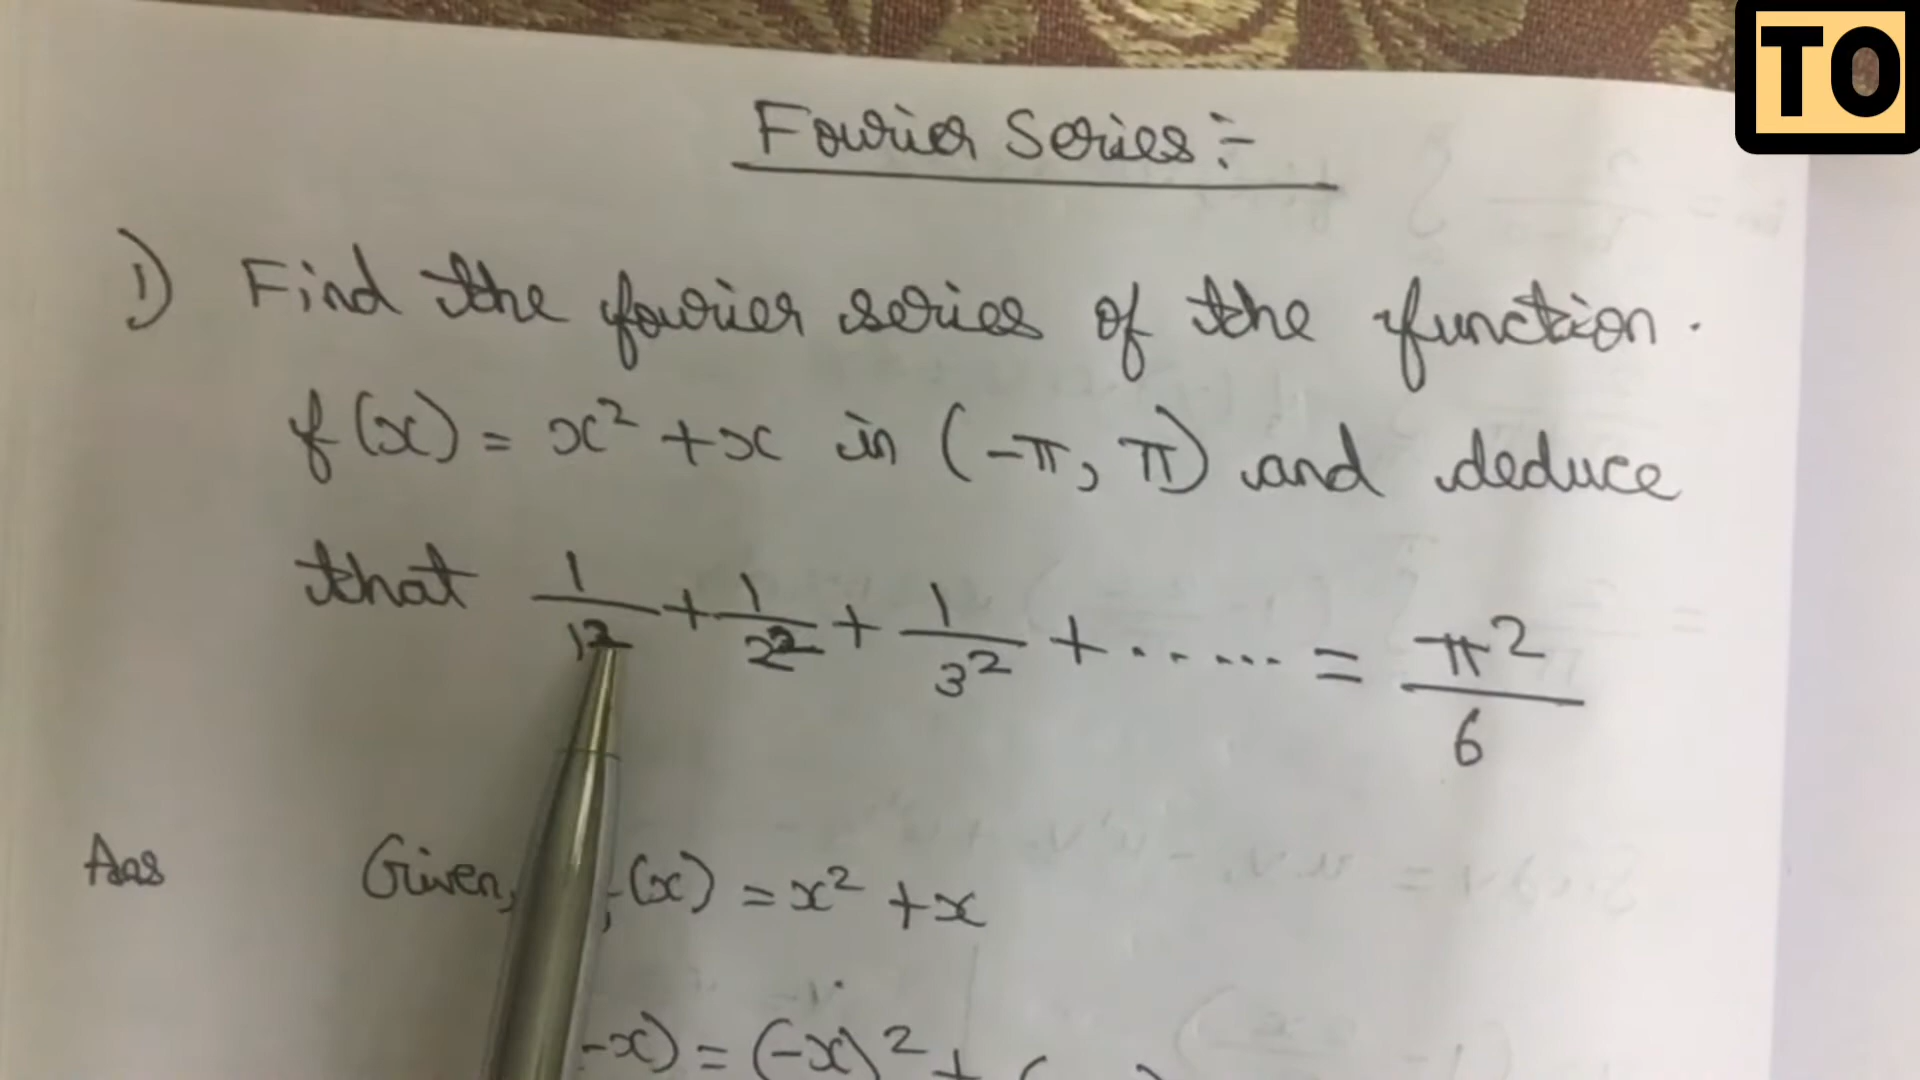 TO
Fourier Series :-
1) Find the fourier series of the function.
f(x) = x² + x in (-π, π) and deduce
that 1/1² + 1/2² + 1/3² + ...... = π²/6
Ans Given, (x) = x² + x
-x) = (-x)² + (